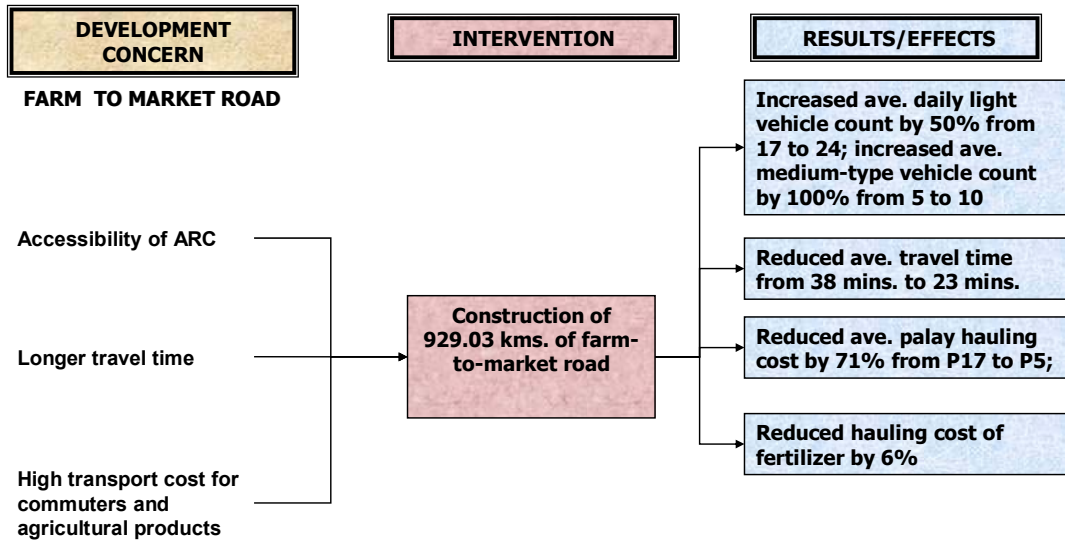 DEVELOPMENT
CONCERN
INTERVENTION
RESULTS/EFFECTS
FARM TO MARKET ROAD
Accessibility of ARC
Longer travel time
High transport cost for
commuters and
agricultural products
Construction of
929.03 kms. of farm-
to-market road
Increased ave. daily light
vehicle count by 50% from
17 to 24; increased ave.
medium-type vehicle count
by 100% from 5 to 10
Reduced ave. travel time
from 38 mins. to 23 mins.
Reduced ave. palay hauling
cost by 71% from P17 to P5;
Reduced hauling cost of
fertilizer by 6%